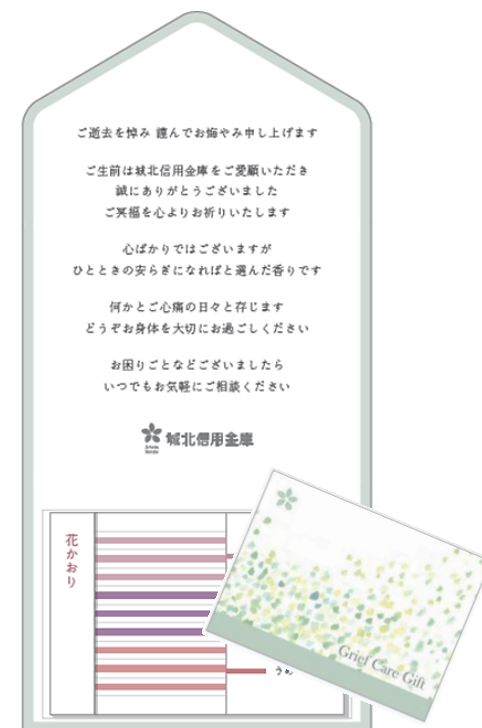 ご逝去を悼み 謹んでお悔やみ申し上げます
ご生前は城北信用金庫をご愛顧いただき
誠にありがとうございました
ご冥福を心よりお祈りいたします
心ばかりではございますが
ひとときの安らぎになればと選んだ香りです
何かとご心痛の日々と存じます
どうぞお身体を大切にお過ごしください
お困りごとなどございましたら
いつでもお気軽にご相談ください
城北信用金庫
花かおり
うめ
Grief Care Gift